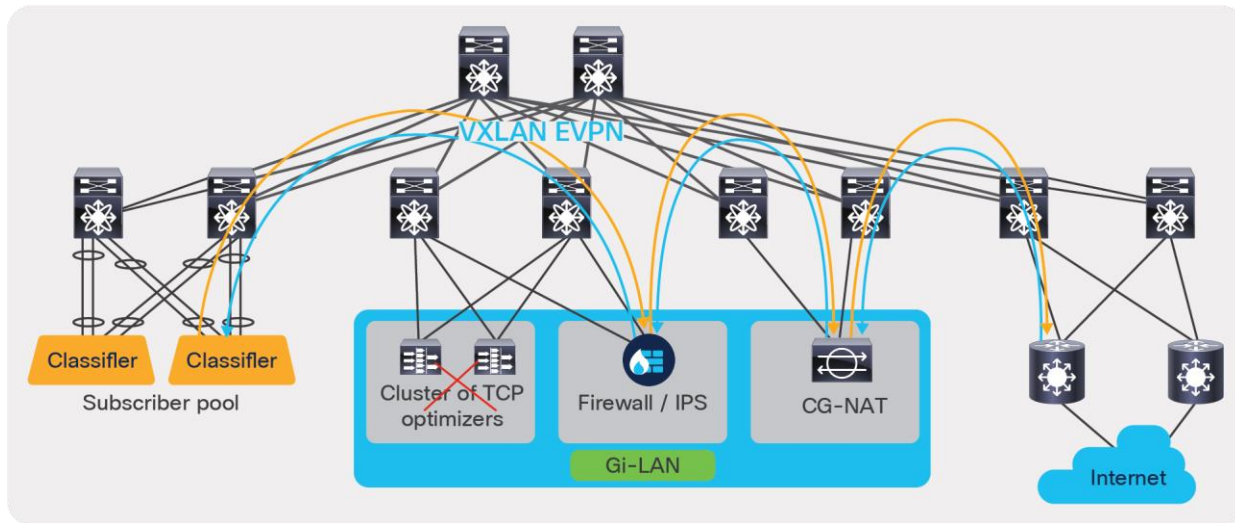 VXLAN EVPN
Classifler
Classifler
Subscriber pool
Cluster of TCP
optimizers
Firewall / IPS
CG-NAT
Gi-LAN
Internet